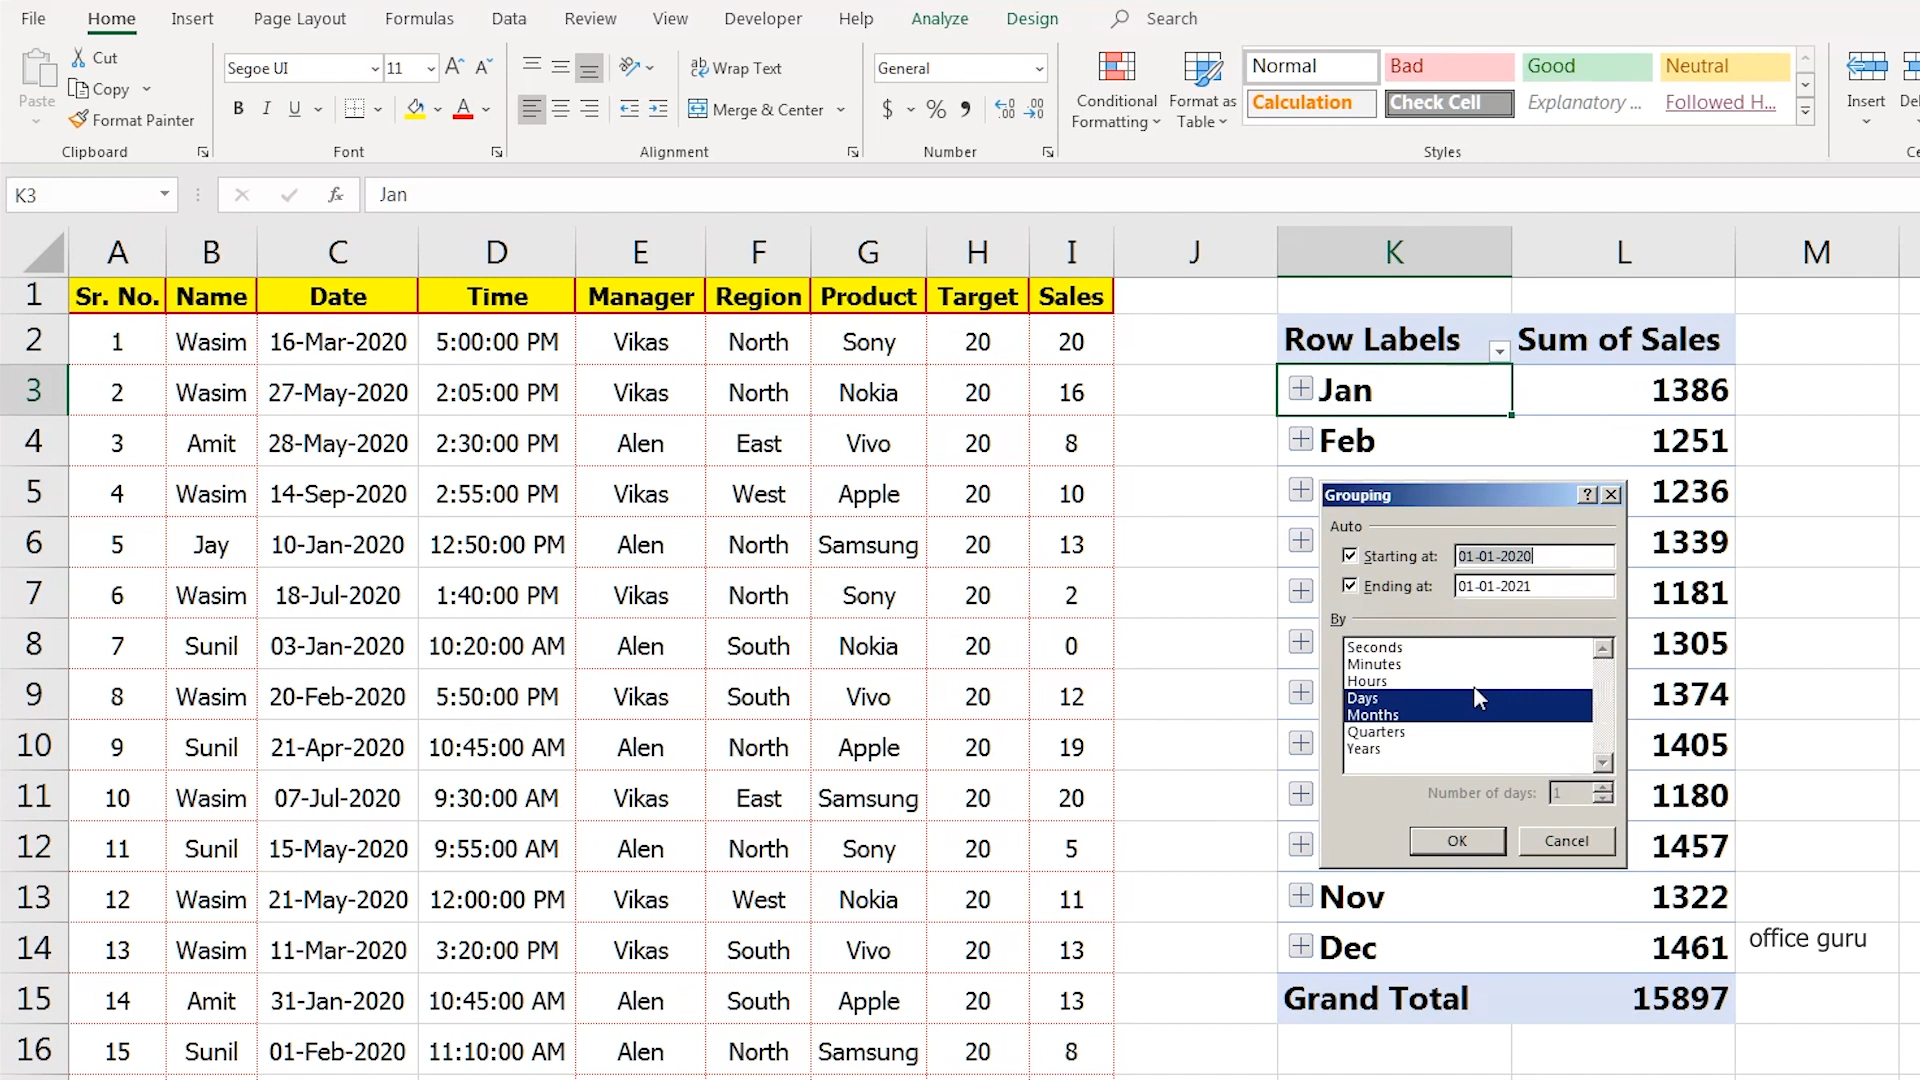 File Home Insert Page Layout Formulas Data Review View Developer Help Analyze Design Search
Paste Cut Copy Format Painter Clipboard
Segoe UI 11 B I U Font
Wrap Text Merge & Center Alignment
General $ % Number
Conditional Formatting Format as Table
Normal Bad Good Neutral
Calculation Check Cell Explanatory ... Followed H...
Styles
Insert
K3 fx Jan
A B C D E F G H I J K L M
1 Sr. No. Name Date Time Manager Region Product Target Sales
2 1 Wasim 16-Mar-2020 5:00:00 PM Vikas North Sony 20 20 Row Labels Sum of Sales
3 2 Wasim 27-May-2020 2:05:00 PM Vikas North Nokia 20 16 Jan 1386
4 3 Amit 28-May-2020 2:30:00 PM Alen East Vivo 20 8 Feb 1251
5 4 Wasim 14-Sep-2020 2:55:00 PM Vikas West Apple 20 10 1236
6 5 Jay 10-Jan-2020 12:50:00 PM Alen North Samsung 20 13 1339
7 6 Wasim 18-Jul-2020 1:40:00 PM Vikas North Sony 20 2 1181
8 7 Sunil 03-Jan-2020 10:20:00 AM Alen South Nokia 20 0 1305
9 8 Wasim 20-Feb-2020 5:50:00 PM Vikas South Vivo 20 12 1374
10 9 Sunil 21-Apr-2020 10:45:00 AM Alen North Apple 20 19 1405
11 10 Wasim 07-Jul-2020 9:30:00 AM Vikas East Samsung 20 20 1180
12 11 Sunil 15-May-2020 9:55:00 AM Alen North Sony 20 5 1457
13 12 Wasim 21-May-2020 12:00:00 PM Vikas West Nokia 20 11 Nov 1322
14 13 Wasim 11-Mar-2020 3:20:00 PM Vikas South Vivo 20 13 Dec 1461 office guru
15 14 Amit 31-Jan-2020 10:45:00 AM Alen South Apple 20 13 Grand Total 15897
16 15 Sunil 01-Feb-2020 11:10:00 AM Alen North Samsung 20 8
Grouping ?
Auto
Starting at: 01-01-2020
Ending at: 01-01-2021
By
Seconds
Minutes
Hours
Days
Months
Quarters
Years
Number of days: 1
OK Cancel